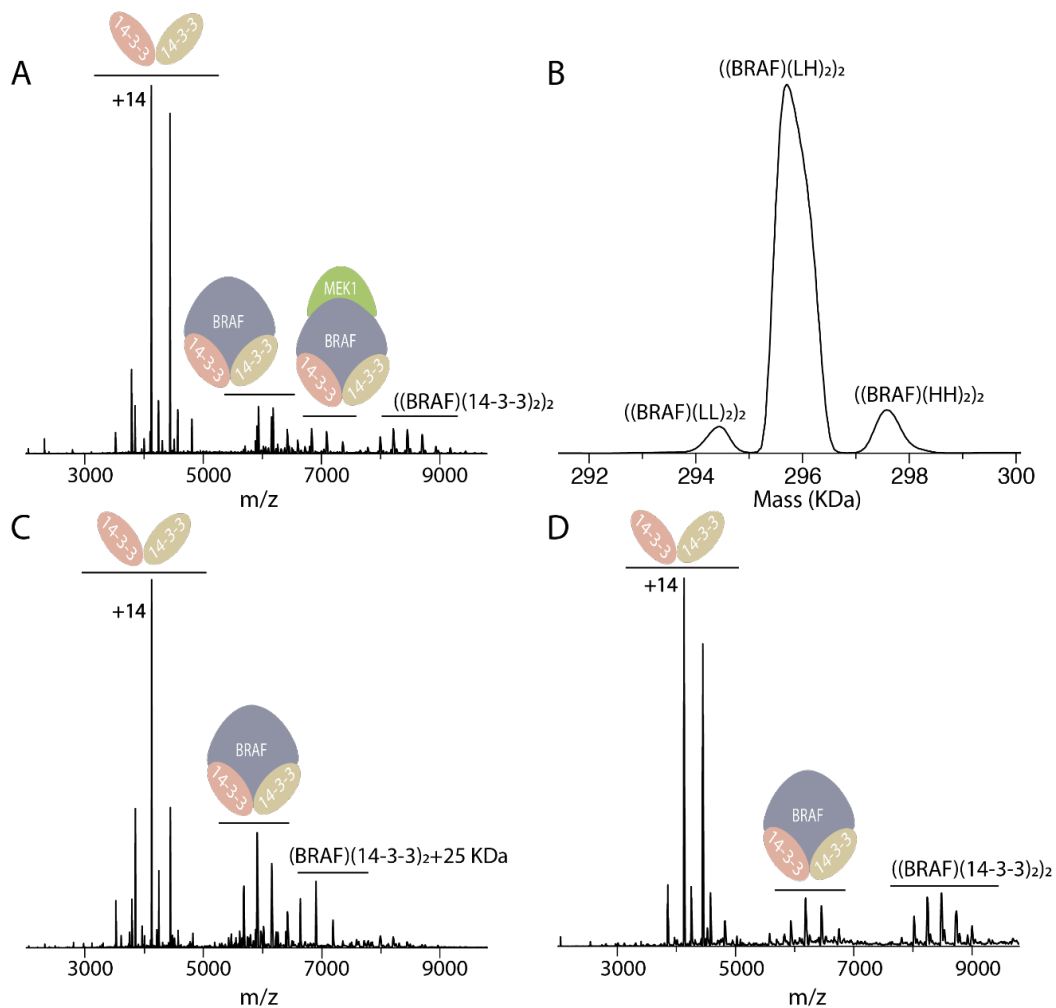 A
14-3-3 14-3-3
+14
BRAF
14-3-3 14-3-3
MEK1
BRAF
14-3-3 14-3-3
((BRAF)(14-3-3)₂)₂
3000 5000 7000 9000
m/z
B
((BRAF)(LH)₂)₂
((BRAF)(LL)₂)₂
((BRAF)(HH)₂)₂
292 294 296 298 300
Mass (KDa)
C
14-3-3 14-3-3
+14
BRAF
14-3-3 14-3-3
(BRAF)(14-3-3)₂+25 KDa
3000 5000 7000 9000
m/z
D
14-3-3 14-3-3
+14
BRAF
14-3-3 14-3-3
((BRAF)(14-3-3)₂)₂
3000 5000 7000 9000
m/z